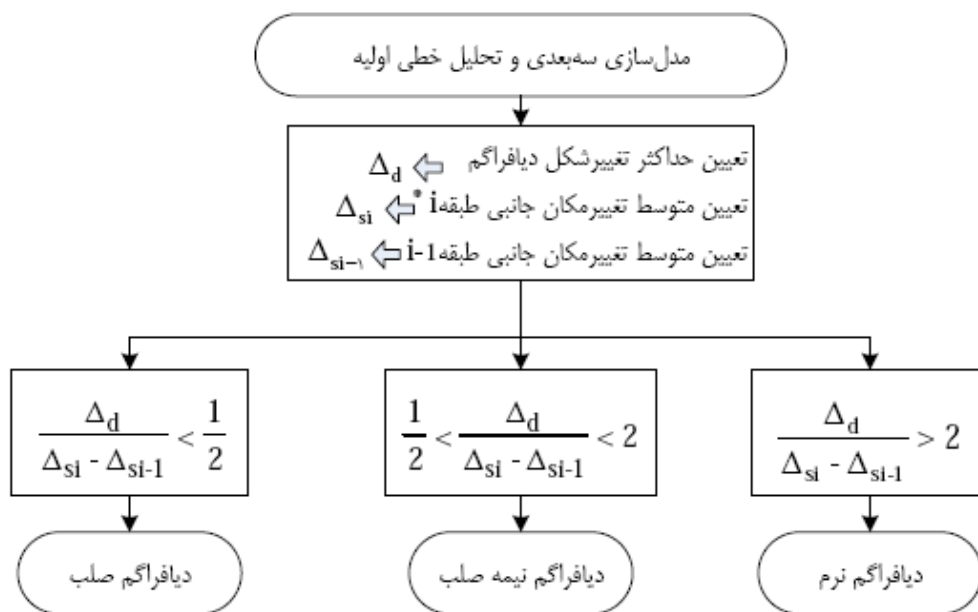 مدل‌سازی سه‌بعدی و تحلیل خطی اولیه
تعیین حداکثر تغییرشکل دیافراگم ⇦ Δd
تعیین متوسط تغییرمکان جانبی طبقه i * ⇦ Δsi
تعیین متوسط تغییرمکان جانبی طبقه i-1 ⇦ Δsi-۱
Δd / (Δsi - Δsi-1) < 1/2
1/2 < Δd / (Δsi - Δsi-1) < 2
Δd / (Δsi - Δsi-1) > 2
دیافراگم صلب
دیافراگم نیمه صلب
دیافراگم نرم